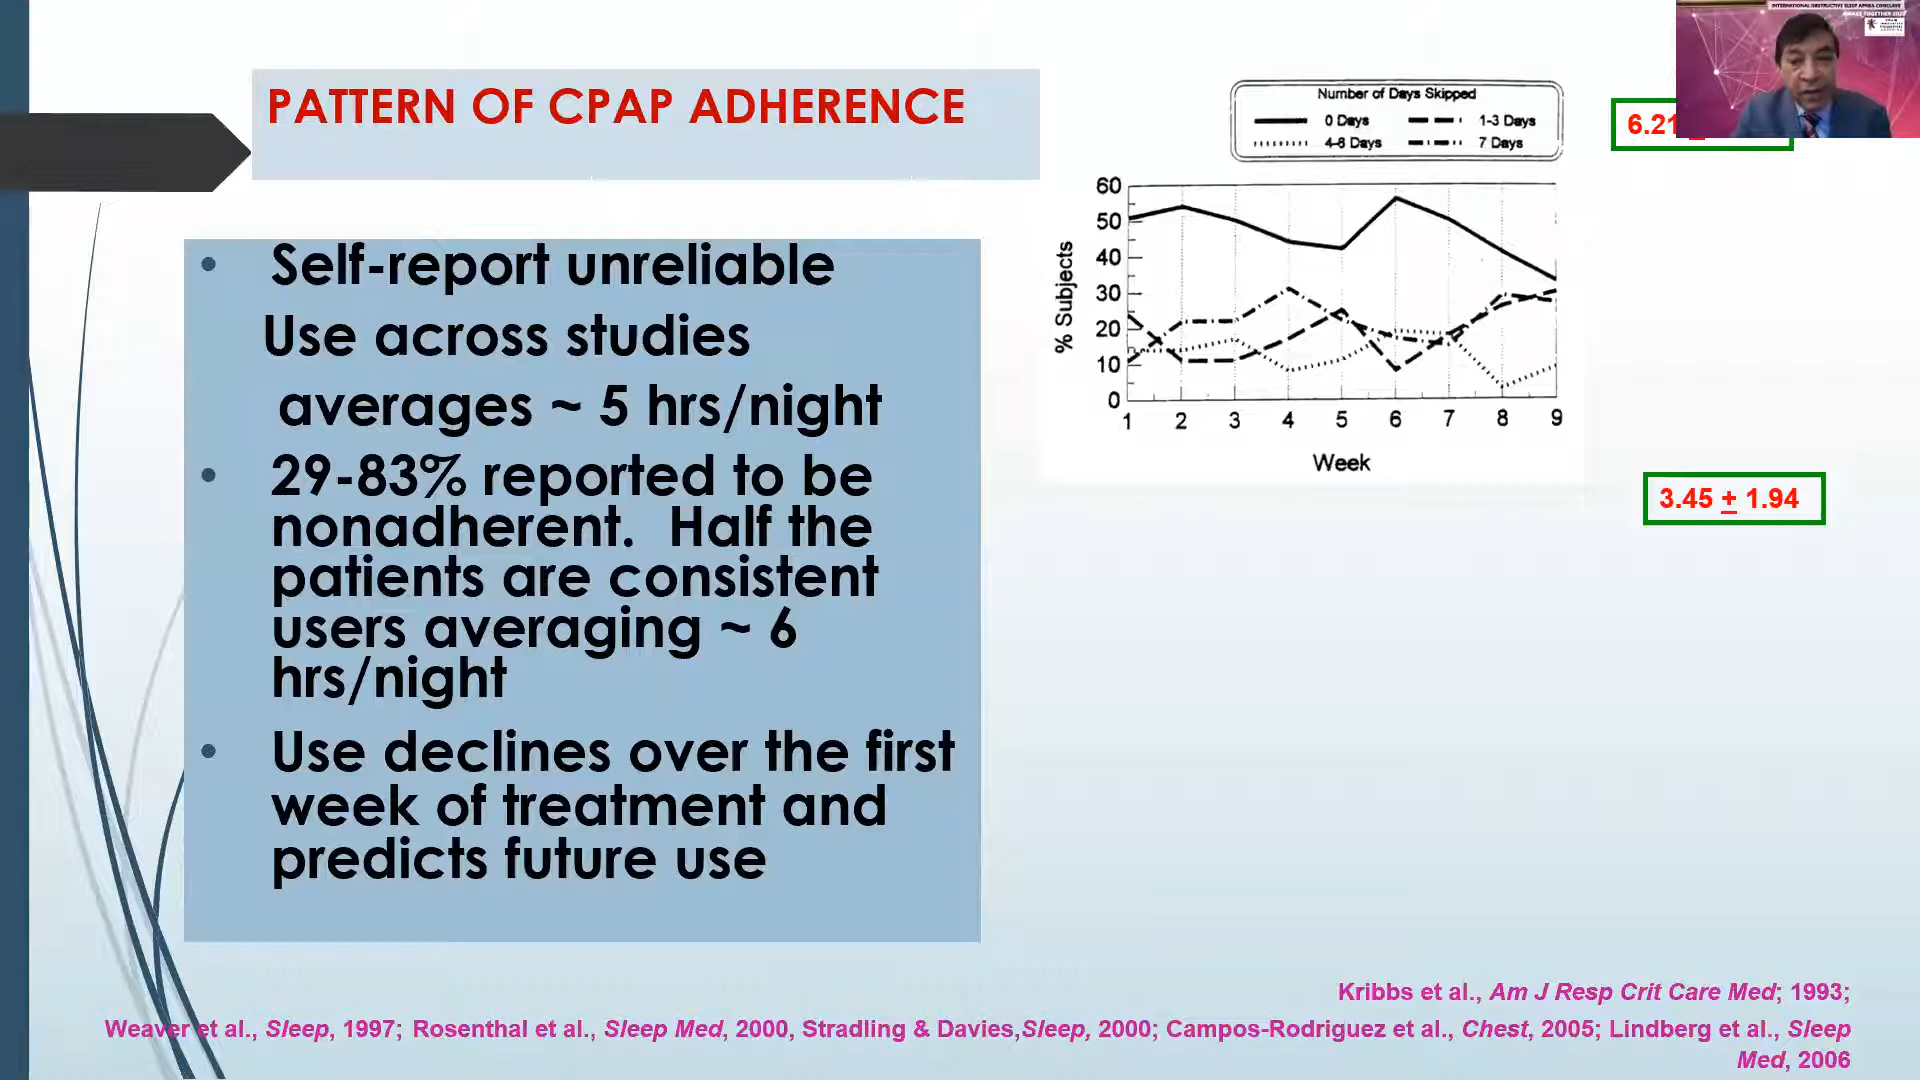 INTERNATIONAL OBSTRUCTIVE SLEEP APNEA CONCLAVE
PATTERN OF CPAP ADHERENCE
Number of Days Skipped
0 Days
1-3 Days
4-6 Days
7 Days
6.21
% Subjects
60
50
40
30
20
10
0
1 2 3 4 5 6 7 8 9
Week
3.45 + 1.94
• Self-report unreliable
Use across studies
averages ~ 5 hrs/night
• 29-83% reported to be
nonadherent. Half the
patients are consistent
users averaging ~ 6
hrs/night
• Use declines over the first
week of treatment and
predicts future use
Kribbs et al., Am J Resp Crit Care Med; 1993;
Weaver et al., Sleep, 1997; Rosenthal et al., Sleep Med, 2000, Stradling & Davies,Sleep, 2000; Campos-Rodriguez et al., Chest, 2005; Lindberg et al., Sleep
Med, 2006